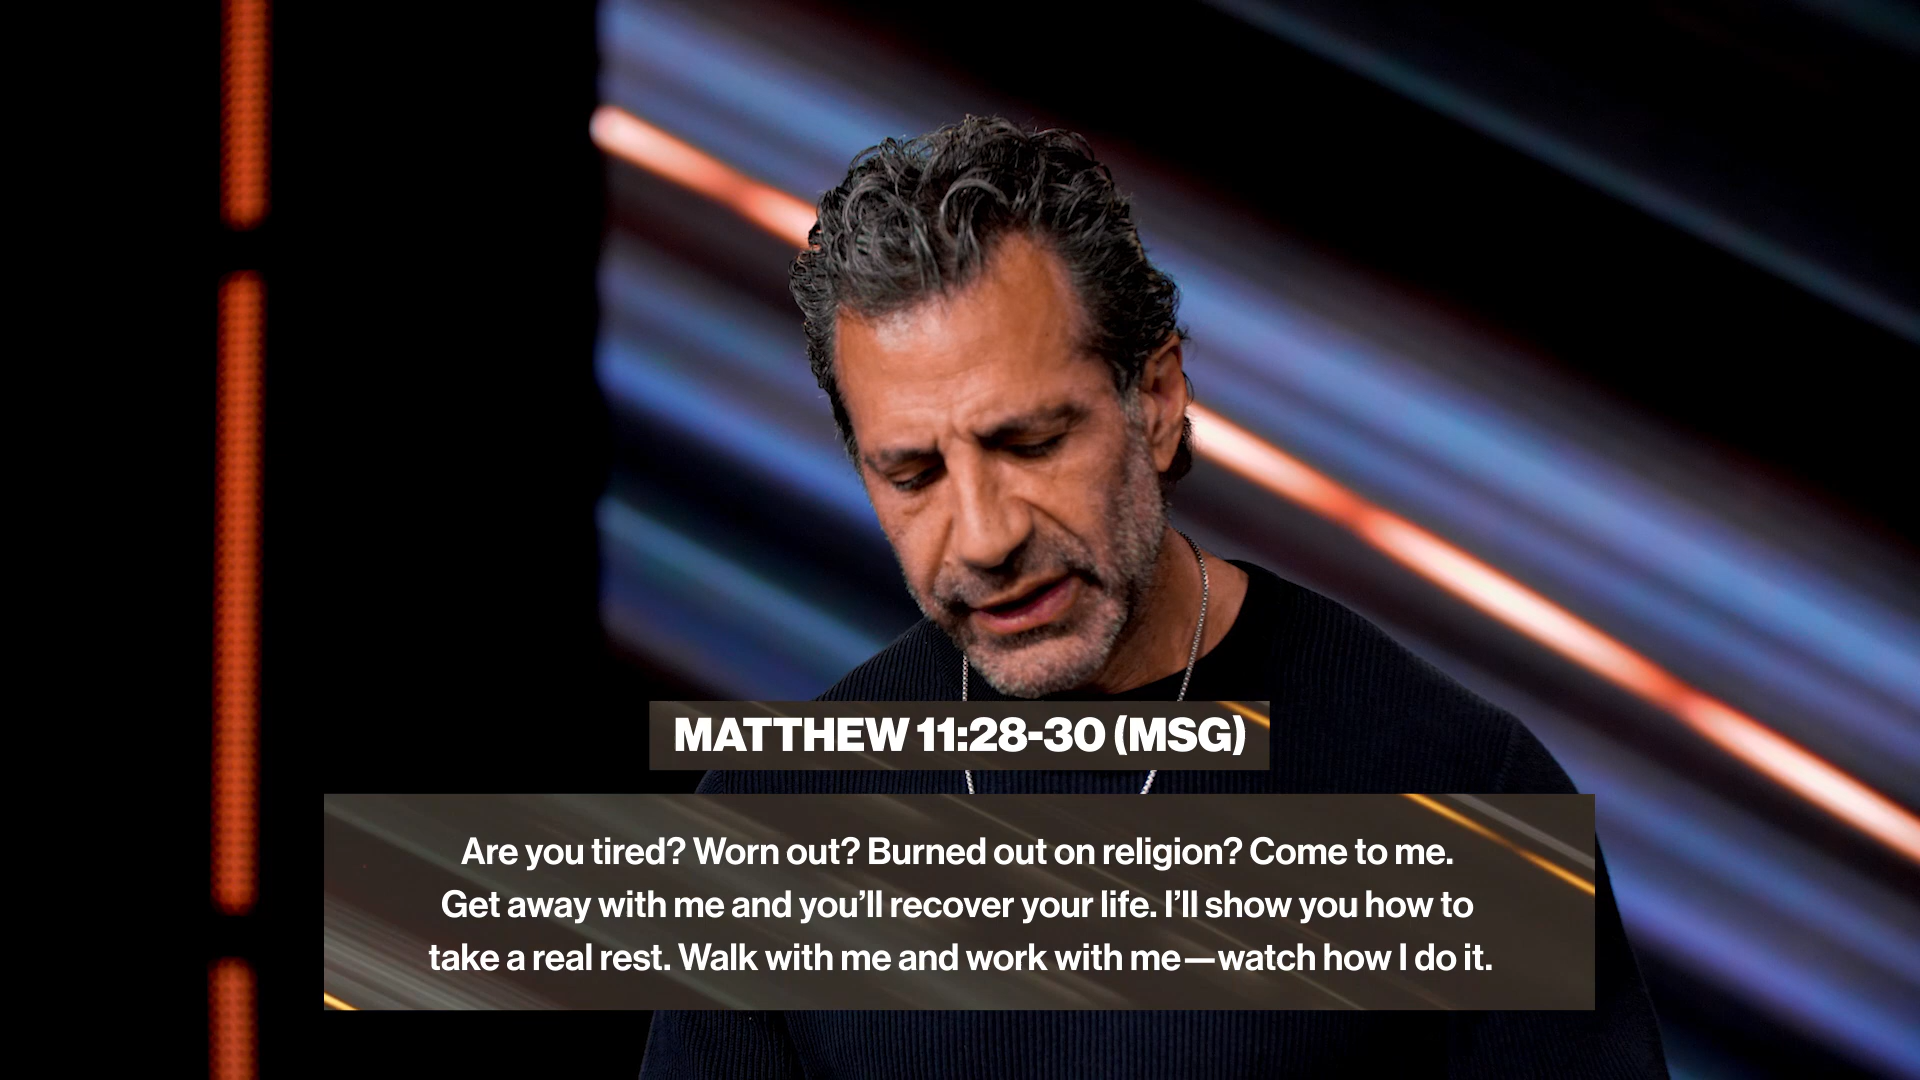 MATTHEW 11:28-30 (MSG)
Are you tired? Worn out? Burned out on religion? Come to me.
Get away with me and you’ll recover your life. I’ll show you how to
take a real rest. Walk with me and work with me—watch how I do it.